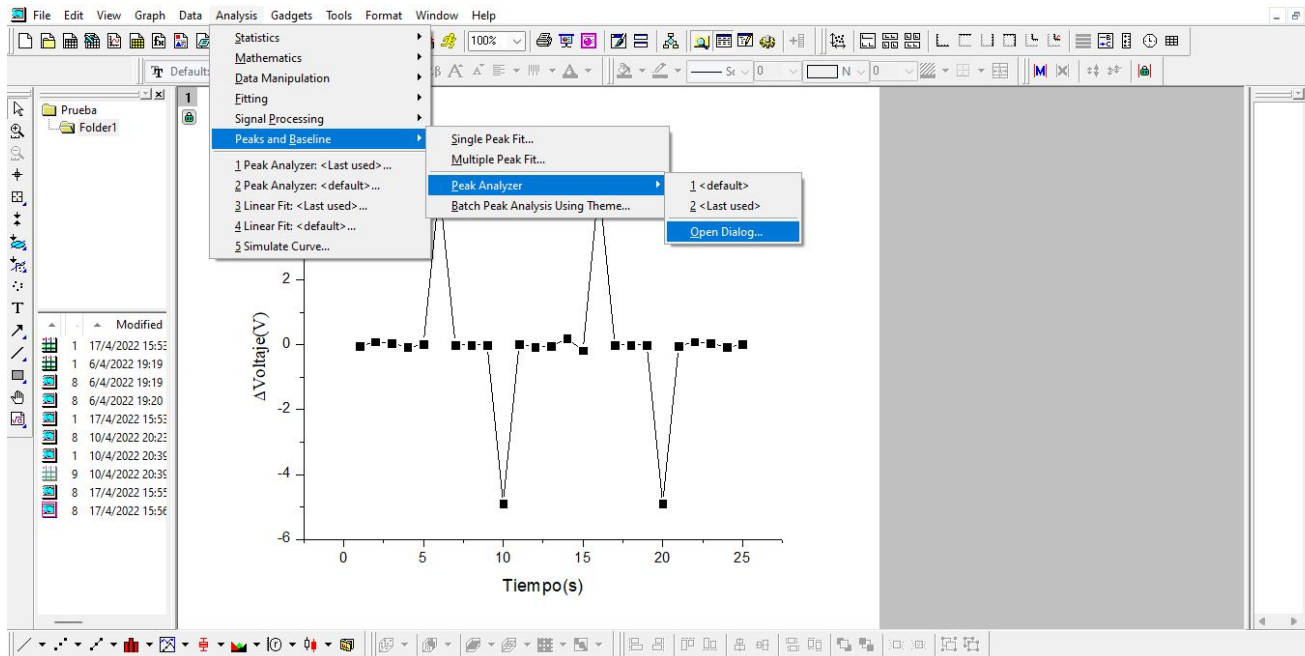 File Edit View Graph Data Analysis Gadgets Tools Format Window Help
100%
Default:
0
N
0
Prueba
Folder1
1
Statistics
Mathematics
Data Manipulation
Fitting
Signal Processing
Peaks and Baseline
1 Peak Analyzer: <Last used>...
2 Peak Analyzer: <default>...
3 Linear Fit: <Last used>...
4 Linear Fit: <default>...
5 Simulate Curve...
Single Peak Fit...
Multiple Peak Fit...
Peak Analyzer
Batch Peak Analysis Using Theme...
1 <default>
2 <Last used>
Open Dialog...
Modified
1 17/4/2022 15:53
1 6/4/2022 19:19
8 6/4/2022 19:19
8 6/4/2022 19:20
1 17/4/2022 15:53
8 10/4/2022 20:23
1 10/4/2022 20:39
9 10/4/2022 20:39
8 17/4/2022 15:55
8 17/4/2022 15:56
ΔVoltaje(V)
2
0
-2
-4
-6
0 5 10 15 20 25
Tiempo(s)